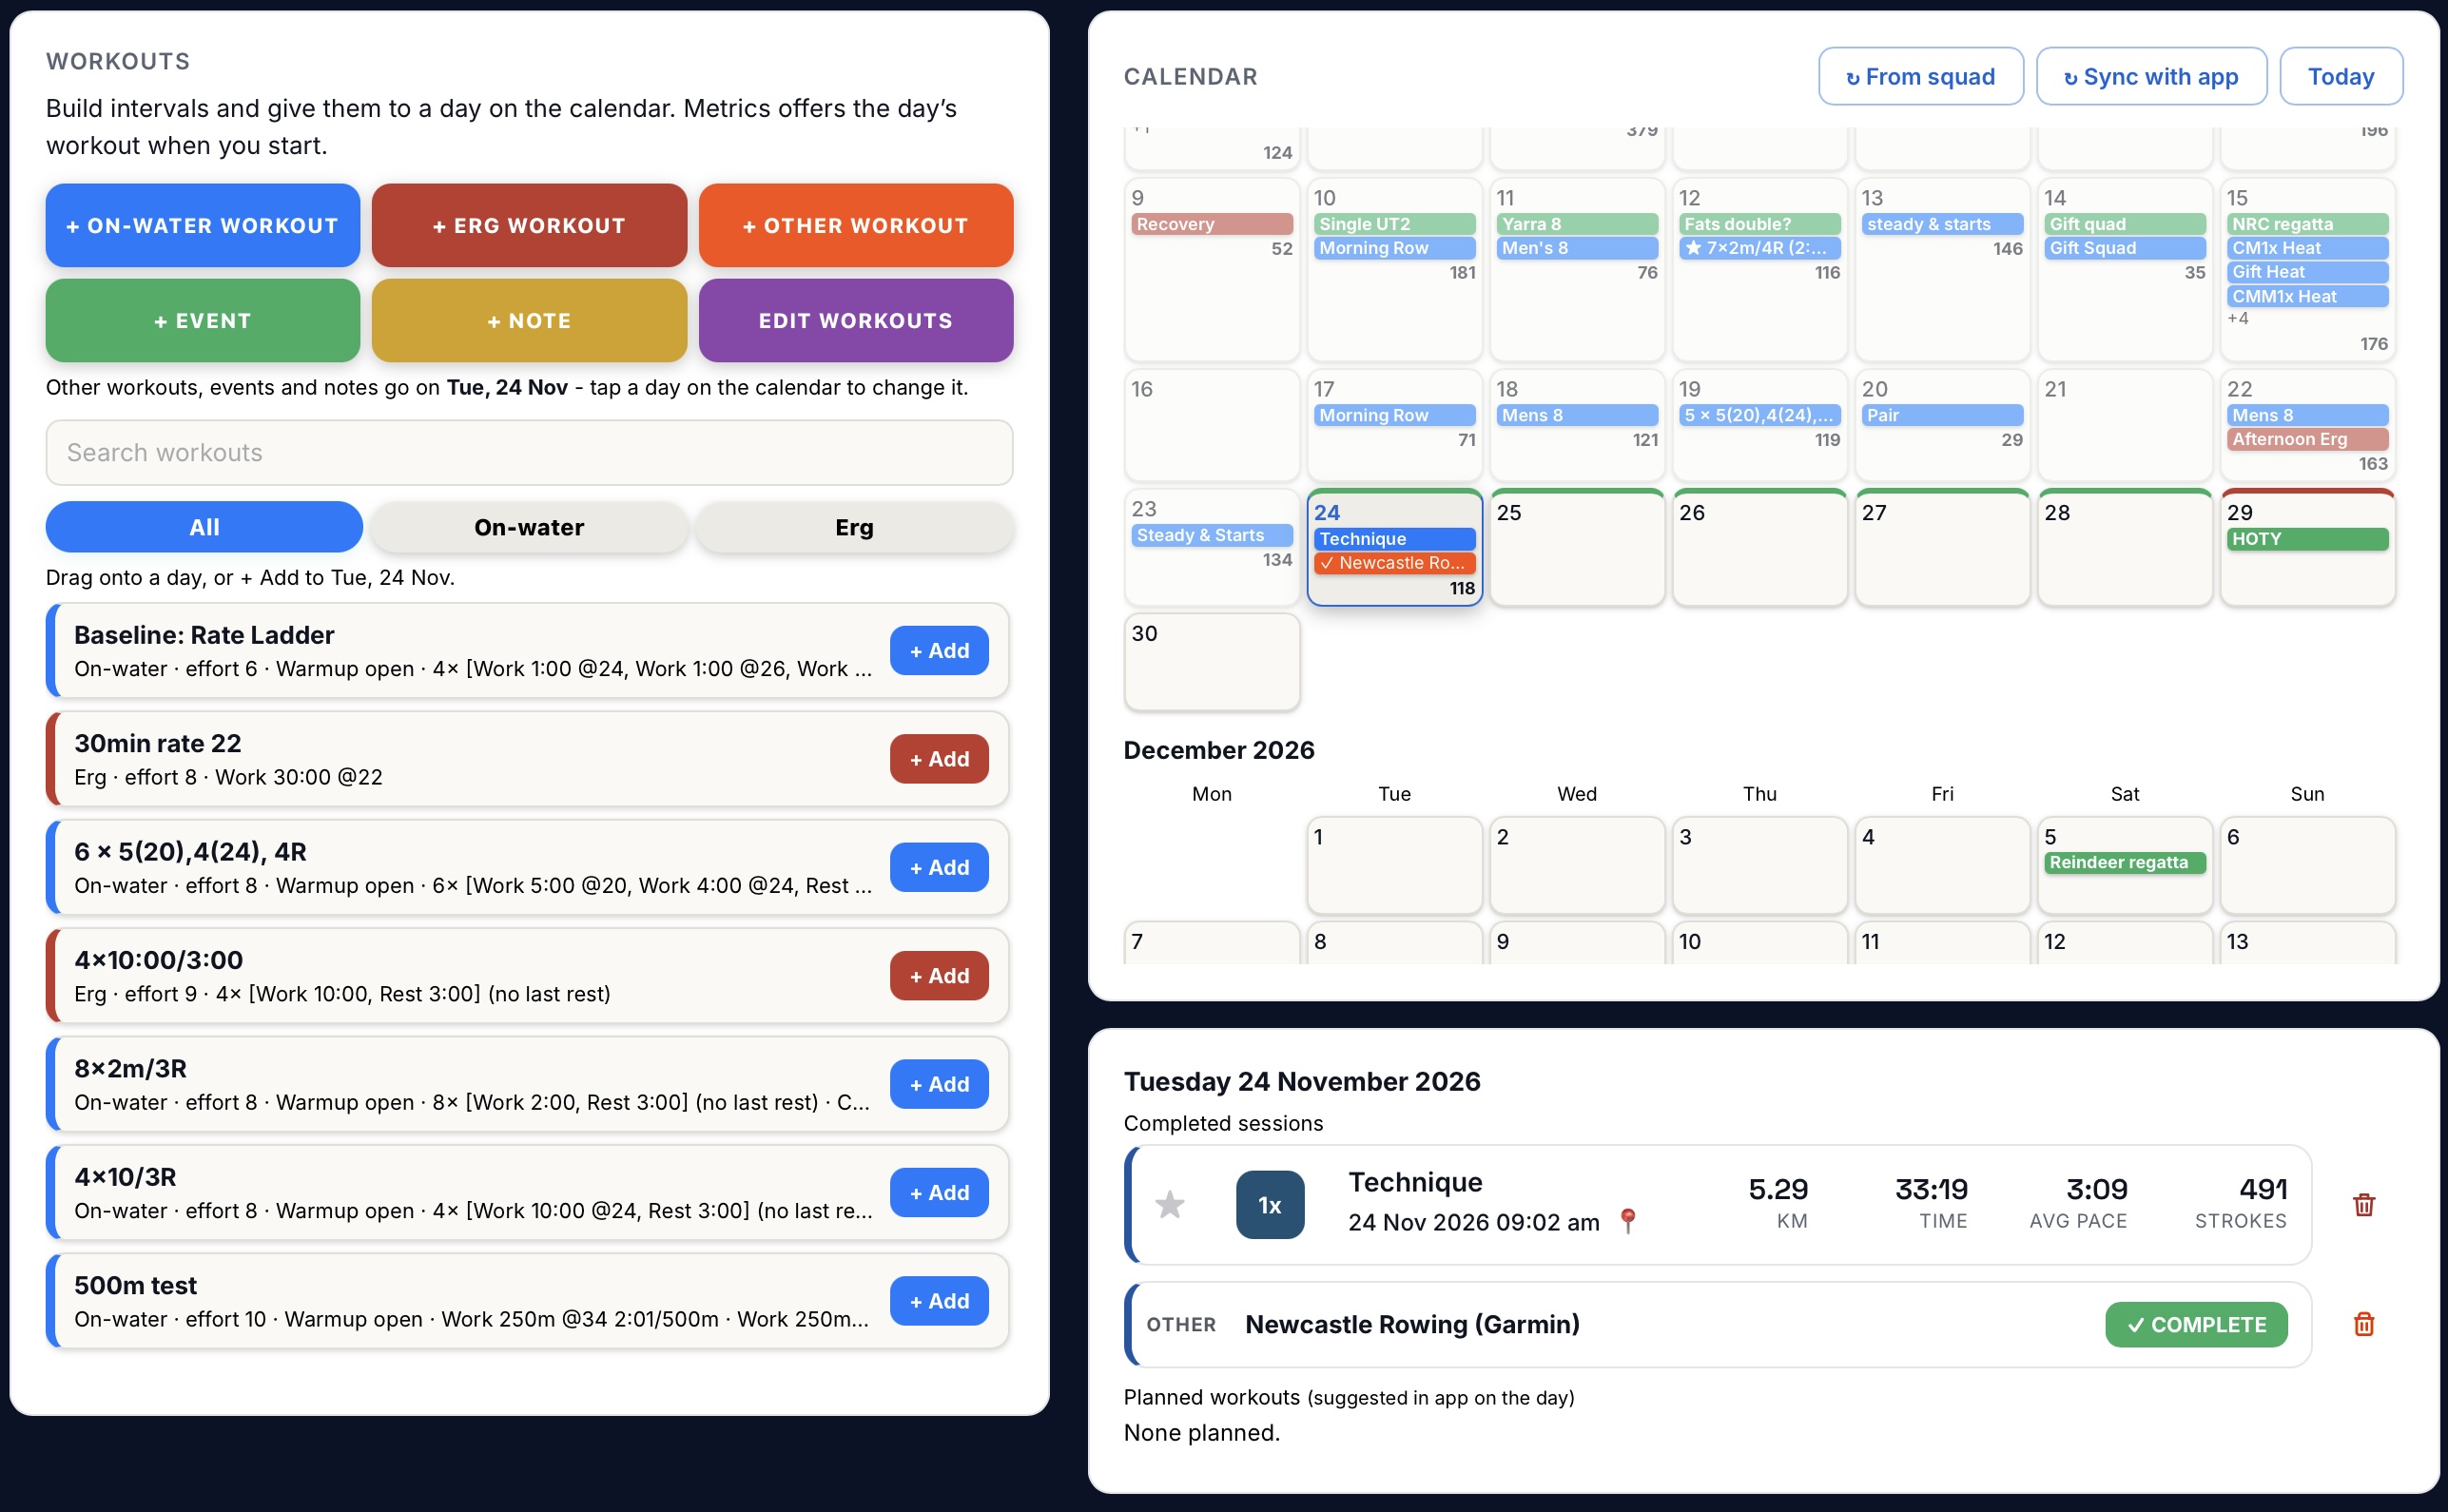 WORKOUTS
Build intervals and give them to a day on the calendar. Metrics offers the day’s
workout when you start.
+ ON-WATER WORKOUT
+ ERG WORKOUT
+ OTHER WORKOUT
+ EVENT
+ NOTE
EDIT WORKOUTS
Other workouts, events and notes go on Tue, 24 Nov - tap a day on the calendar to change it.
Search workouts
All
On-water
Erg
Drag onto a day, or + Add to Tue, 24 Nov.
Baseline: Rate Ladder
On-water · effort 6 · Warmup open · 4× [Work 1:00 @24, Work 1:00 @26, Work ...
+ Add
30min rate 22
Erg · effort 8 · Work 30:00 @22
+ Add
6 × 5(20),4(24), 4R
On-water · effort 8 · Warmup open · 6× [Work 5:00 @20, Work 4:00 @24, Rest ...
+ Add
4×10:00/3:00
Erg · effort 9 · 4× [Work 10:00, Rest 3:00] (no last rest)
+ Add
8×2m/3R
On-water · effort 8 · Warmup open · 8× [Work 2:00, Rest 3:00] (no last rest) · C...
+ Add
4×10/3R
On-water · effort 8 · Warmup open · 4× [Work 10:00 @24, Rest 3:00] (no last re...
+ Add
500m test
On-water · effort 10 · Warmup open · Work 250m @34 2:01/500m · Work 250m...
+ Add
CALENDAR
↻ From squad
↻ Sync with app
Today
+1
124
379
196
9
Recovery
52
10
Single UT2
Morning Row
181
11
Yarra 8
Men's 8
76
12
Fats double?
★ 7×2m/4R (2:...
116
13
steady & starts
146
14
Gift quad
Gift Squad
35
15
NRC regatta
CM1x Heat
Gift Heat
CMM1x Heat
+4
176
16
17
Morning Row
71
18
Mens 8
121
19
5 × 5(20),4(24),...
119
20
Pair
29
21
22
Mens 8
Afternoon Erg
163
23
Steady & Starts
134
24
Technique
✓ Newcastle Ro...
118
25
26
27
28
29
HOTY
30
December 2026
Mon
Tue
Wed
Thu
Fri
Sat
Sun
1
2
3
4
5
Reindeer regatta
6
7
8
9
10
11
12
13
Tuesday 24 November 2026
Completed sessions
1x
Technique
24 Nov 2026 09:02 am
5.29
KM
33:19
TIME
3:09
AVG PACE
491
STROKES
OTHER
Newcastle Rowing (Garmin)
✓ COMPLETE
Planned workouts (suggested in app on the day)
None planned.